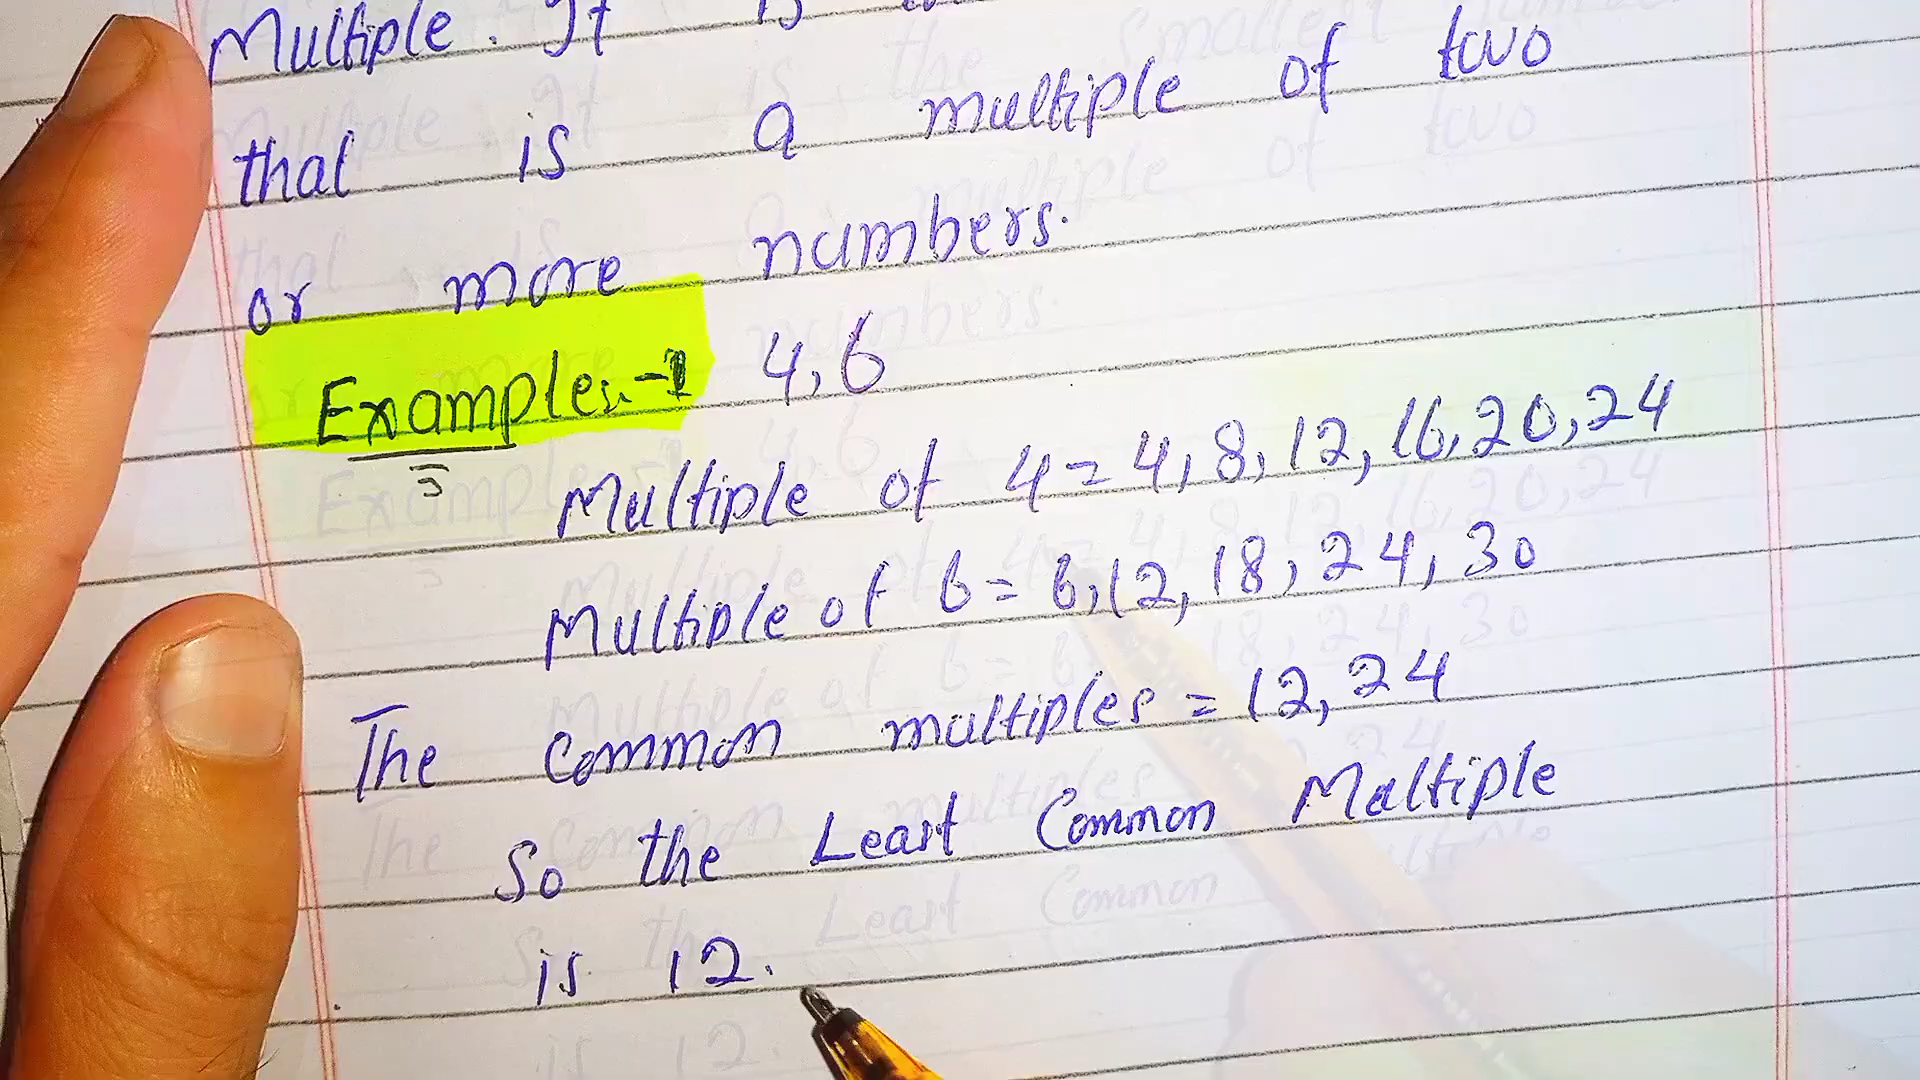 Multiple. It is
that is a multiple of two
or more numbers.
Example:-1 4,6
Multiple of 4 = 4, 8, 12, 16, 20, 24
Multiple of 6 = 6, 12, 18, 24, 30
The Common multiples = 12, 24
So the Least Common Multiple
is 12.